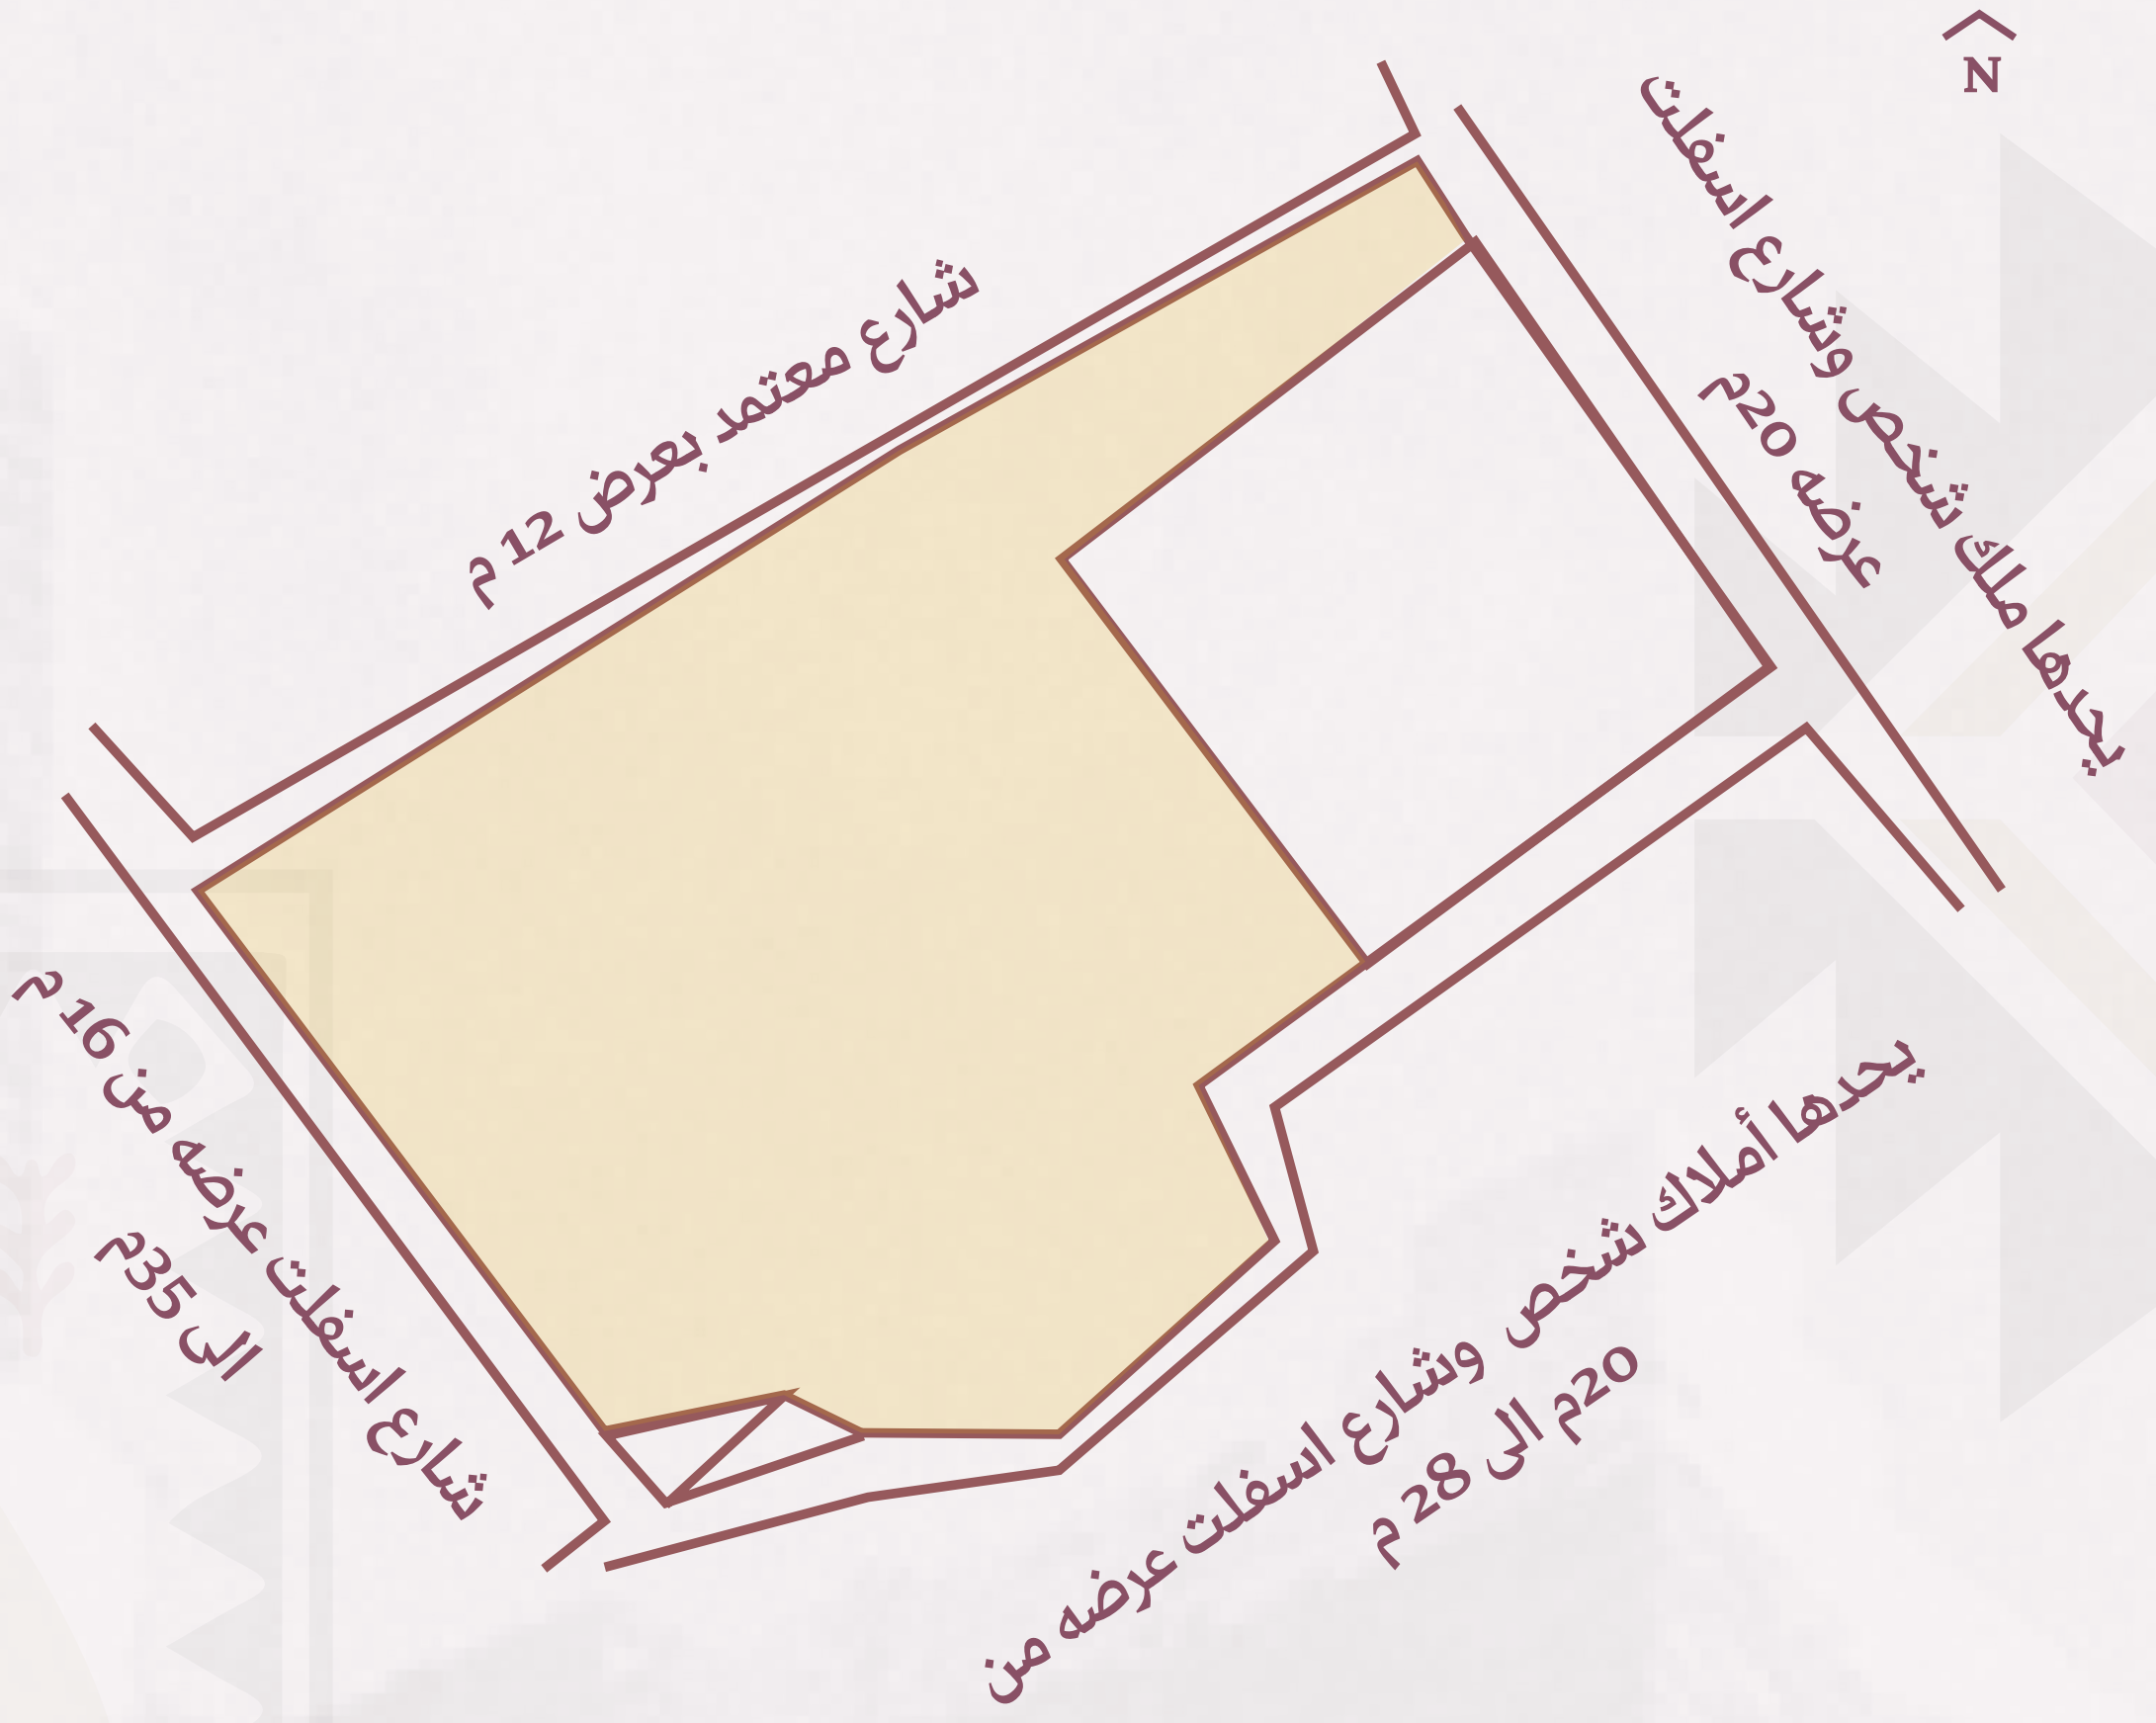 N
شارع معتمد بعرض 12 م
يحدها ملك شخص وشارع اسفلت
عرضه 20م
شارع اسفلت عرضه من 16 م
الى 35م
يحدها أملاك شخص وشارع اسفلت عرضه من
20م الى 28 م